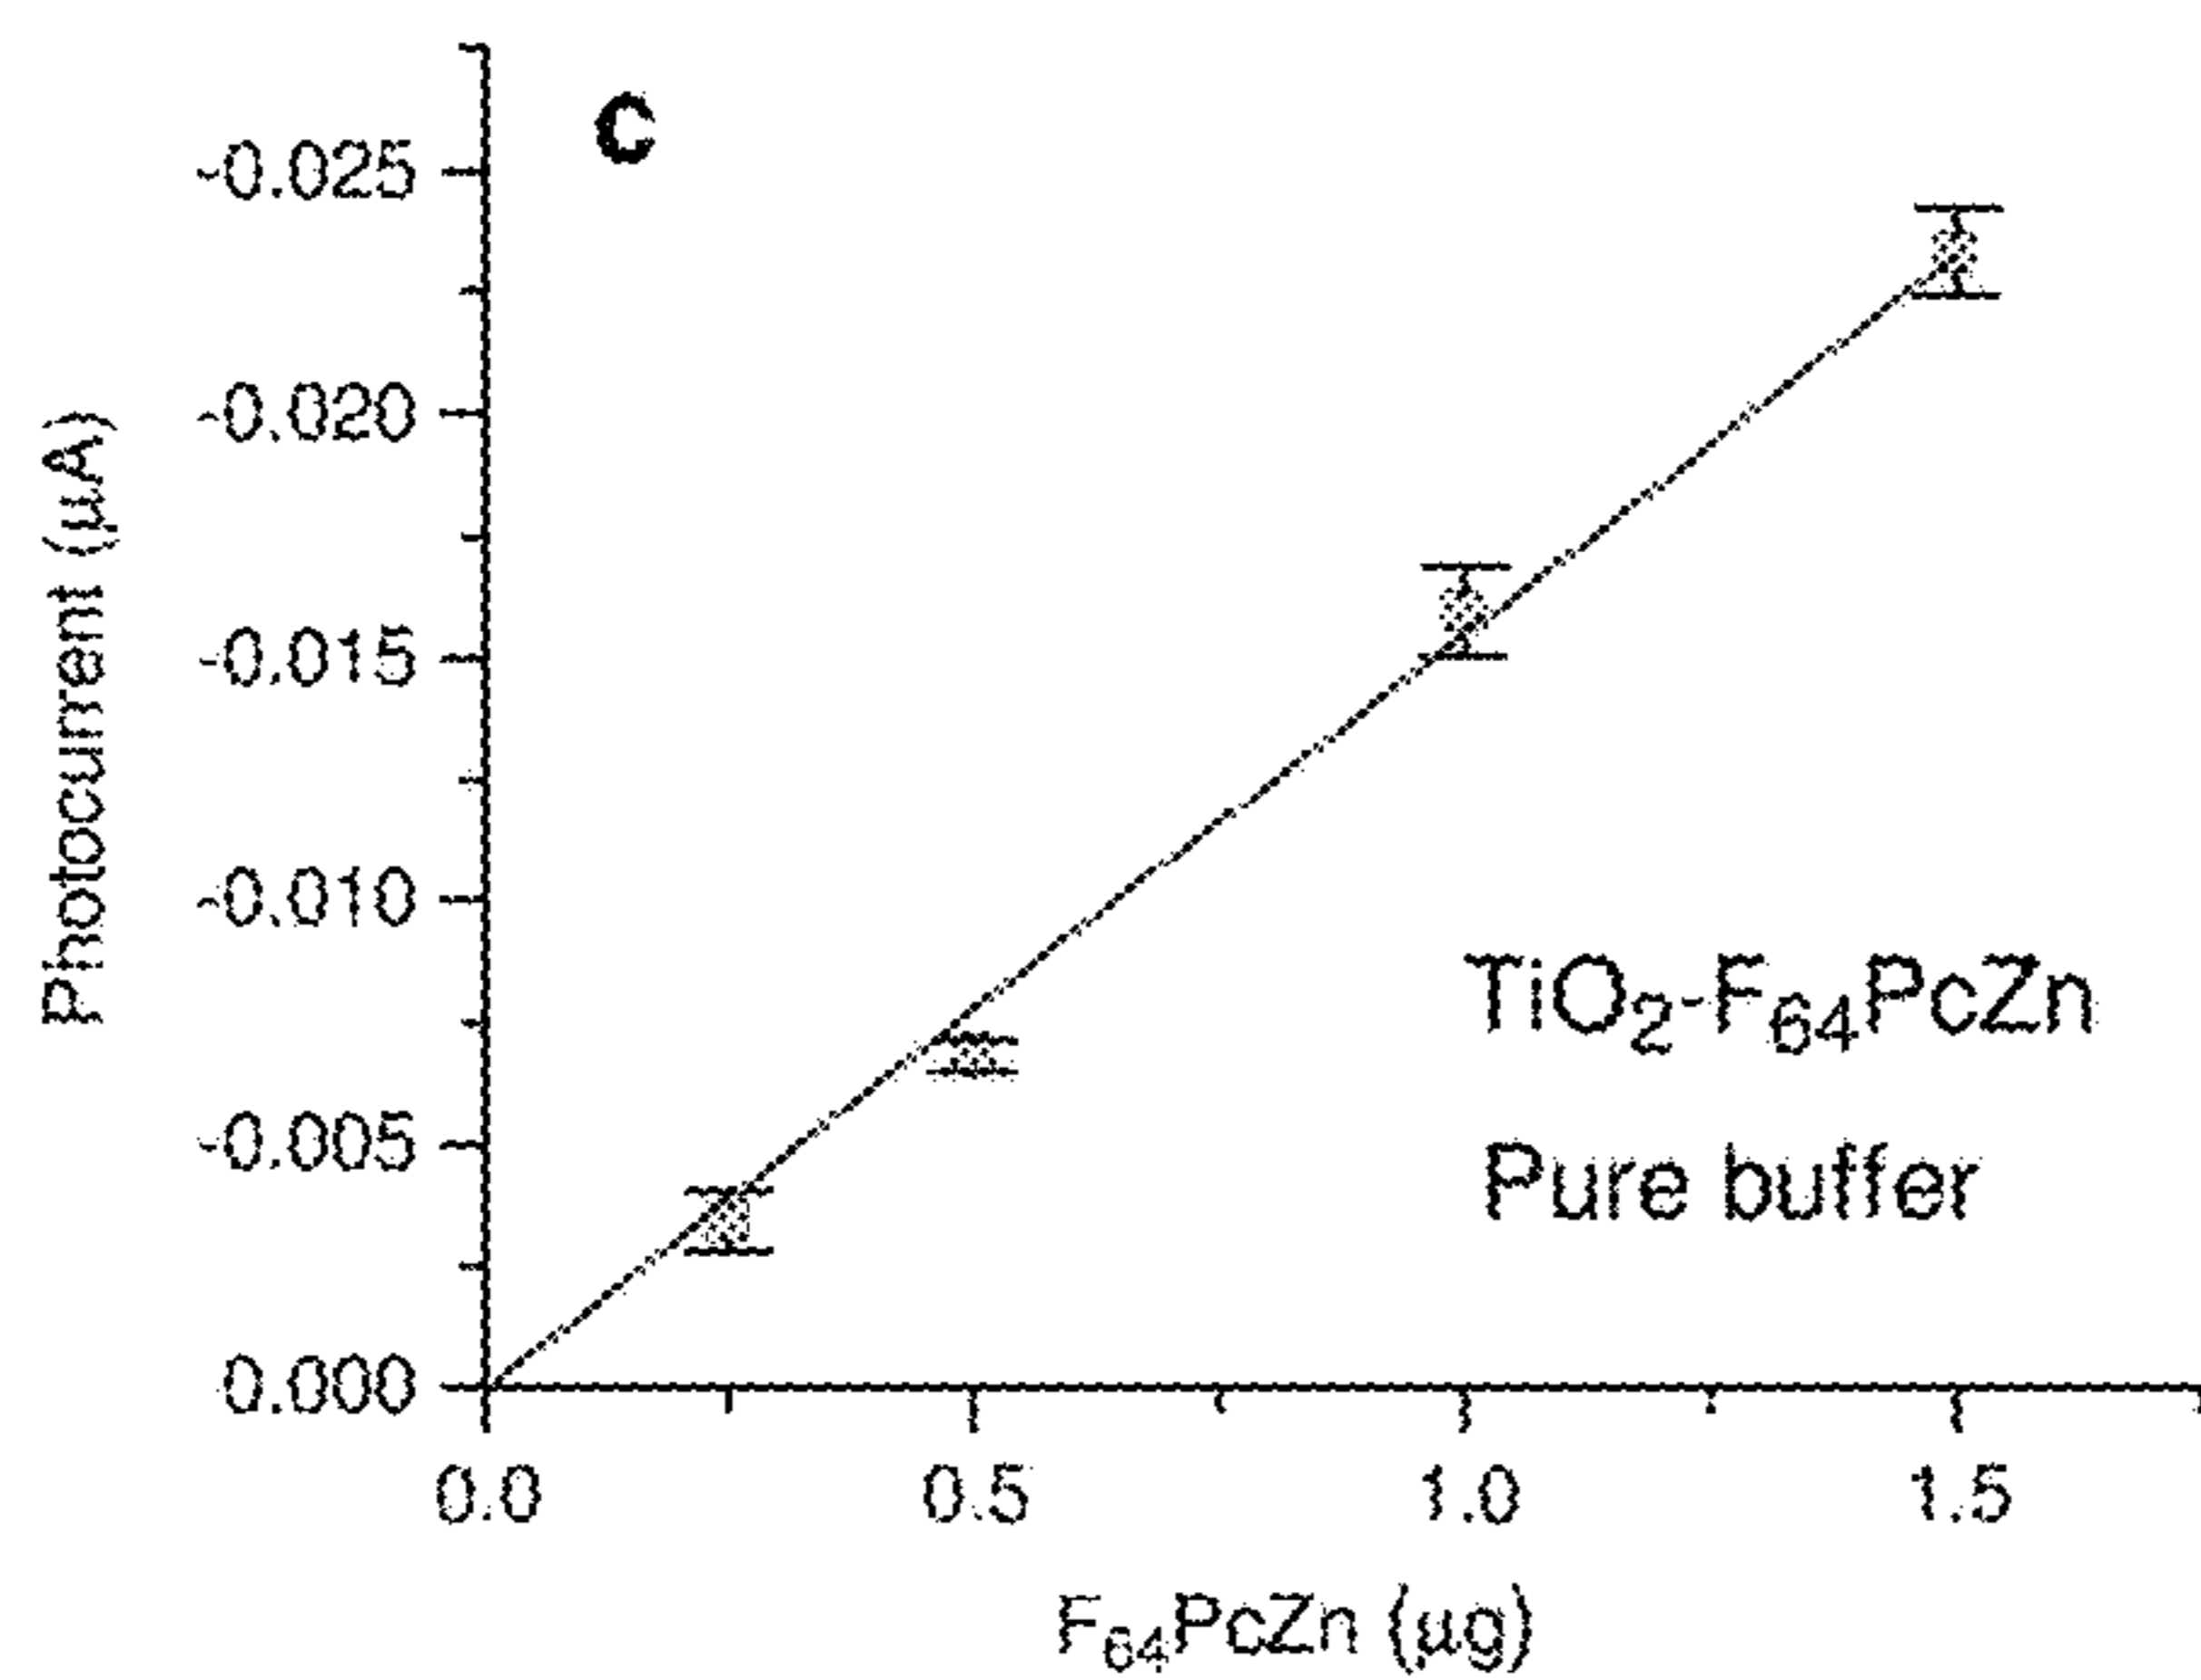 c
-0.025
-0.020
-0.015
-0.010
-0.005
0.000
Photocurrent (µA)
TiO2-F64PcZn
Pure buffer
0.0 0.5 1.0 1.5
F64PcZn (µg)